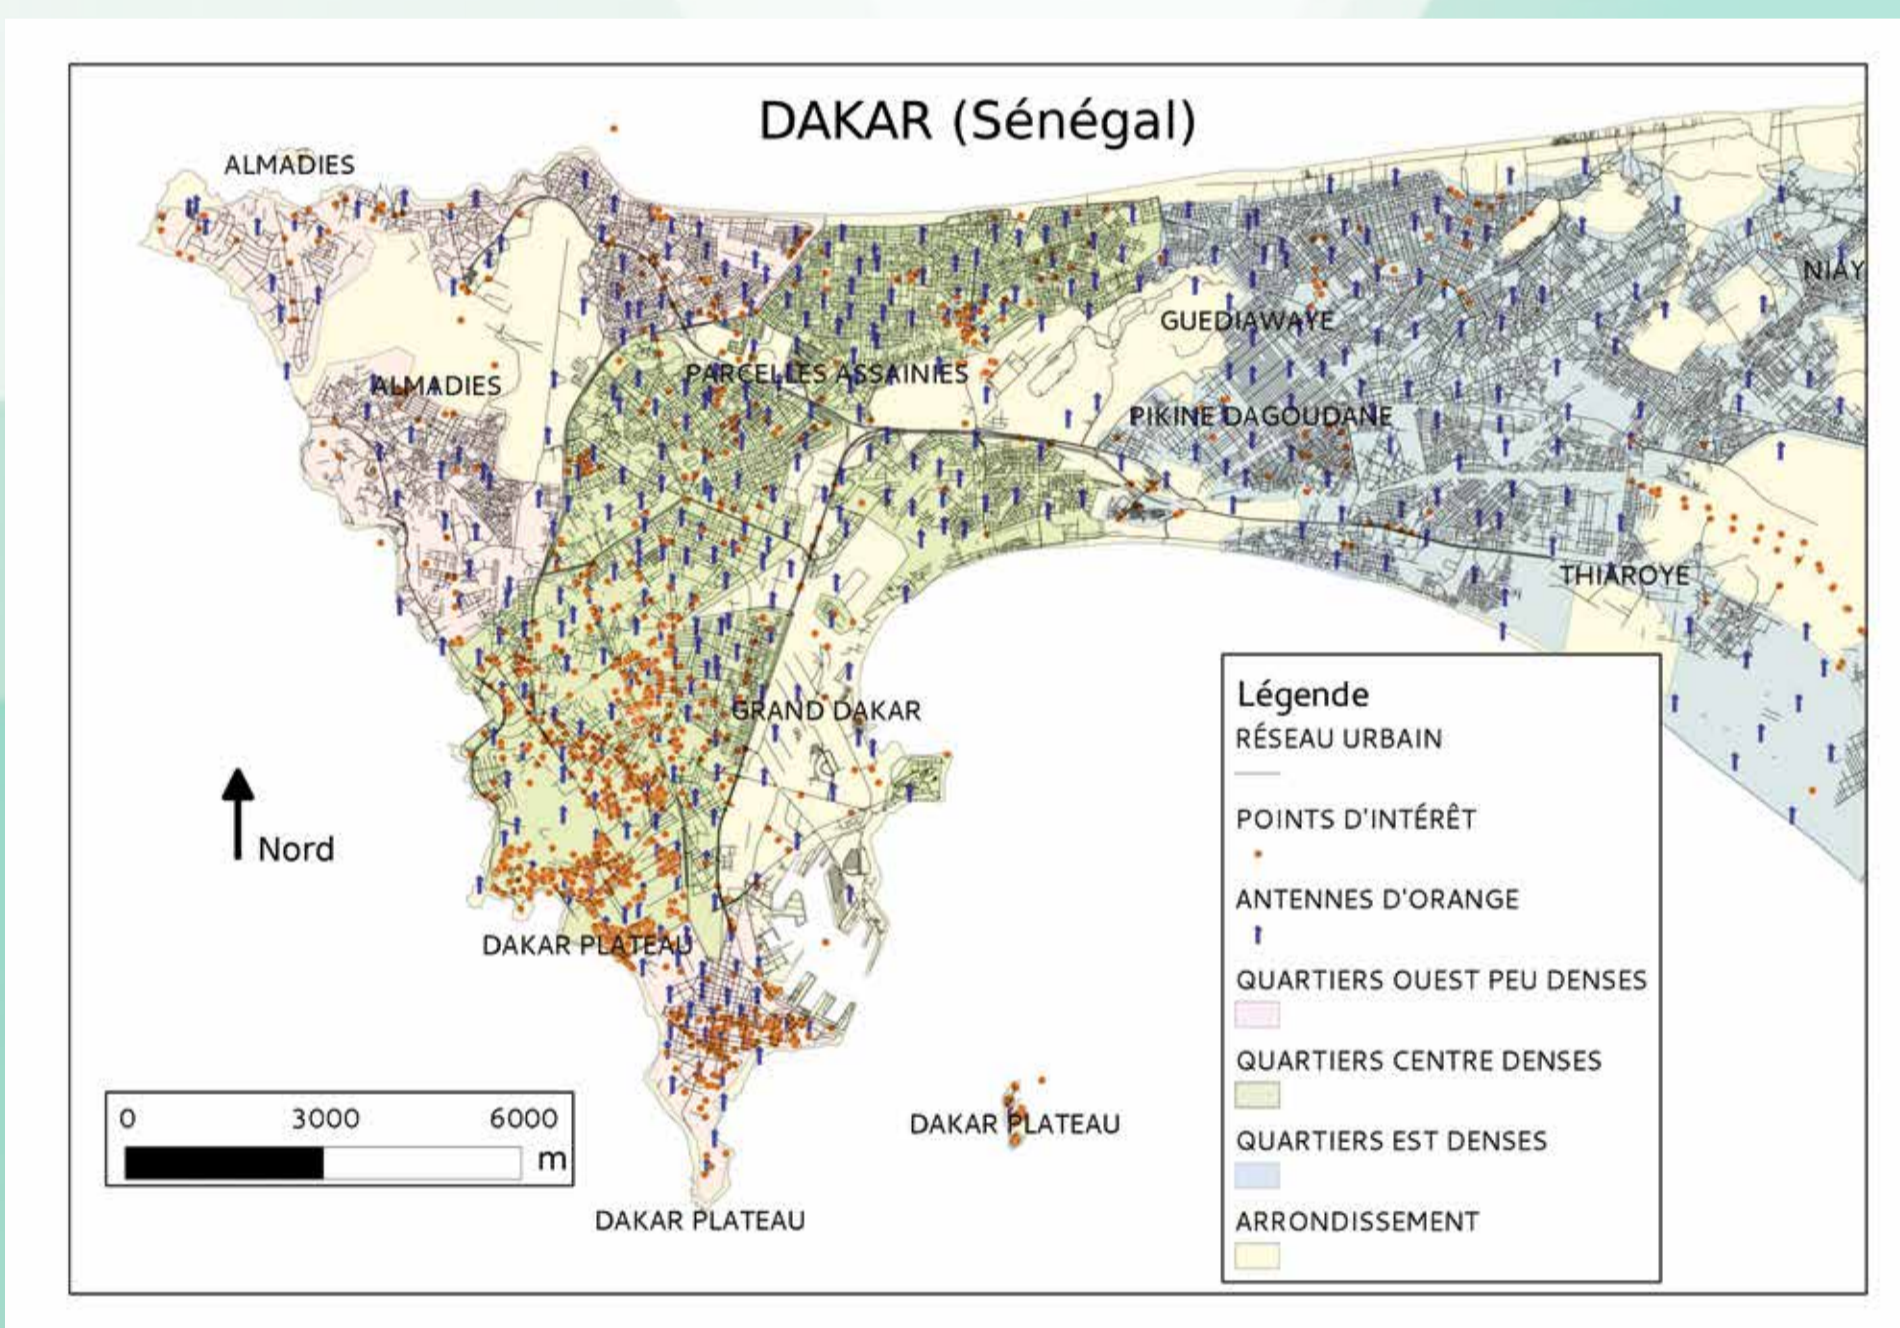 DAKAR (Sénégal)
ALMADIES
NIAY
GUEDIAWAYE
ALMADIES
PARCELLES ASSAINIES
PIKINE DAGOUDANE
THIAROYE
GRAND DAKAR
Nord
DAKAR PLATEAU
DAKAR PLATEAU
DAKAR PLATEAU
0 3000 6000
m
Légende
RÉSEAU URBAIN
POINTS D'INTÉRÊT
ANTENNES D'ORANGE
QUARTIERS OUEST PEU DENSES
QUARTIERS CENTRE DENSES
QUARTIERS EST DENSES
ARRONDISSEMENT